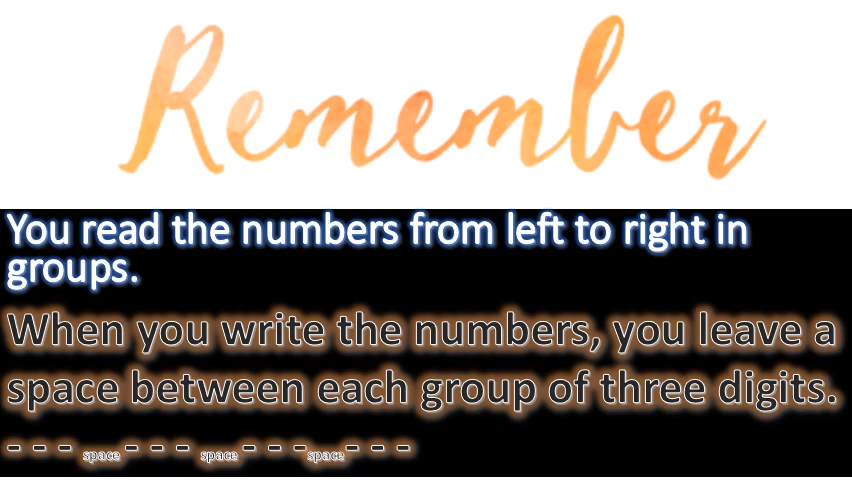 Remember
You read the numbers from left to right in
groups.
When you write the numbers, you leave a
space between each group of three digits.
- - - space - - - space - - - space - - -